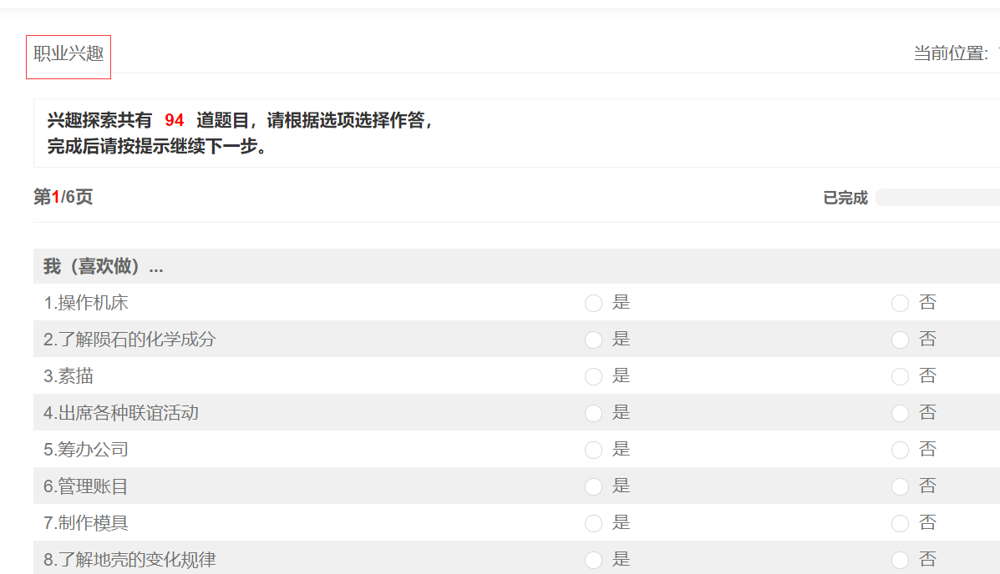 职业兴趣
当前位置:
兴趣探索共有 94 道题目，请根据选项选择作答，
完成后请按提示继续下一步。
第1/6页
已完成
我（喜欢做）...
1.操作机床 是 否
2.了解陨石的化学成分 是 否
3.素描 是 否
4.出席各种联谊活动 是 否
5.筹办公司 是 否
6.管理账目 是 否
7.制作模具 是 否
8.了解地壳的变化规律 是 否